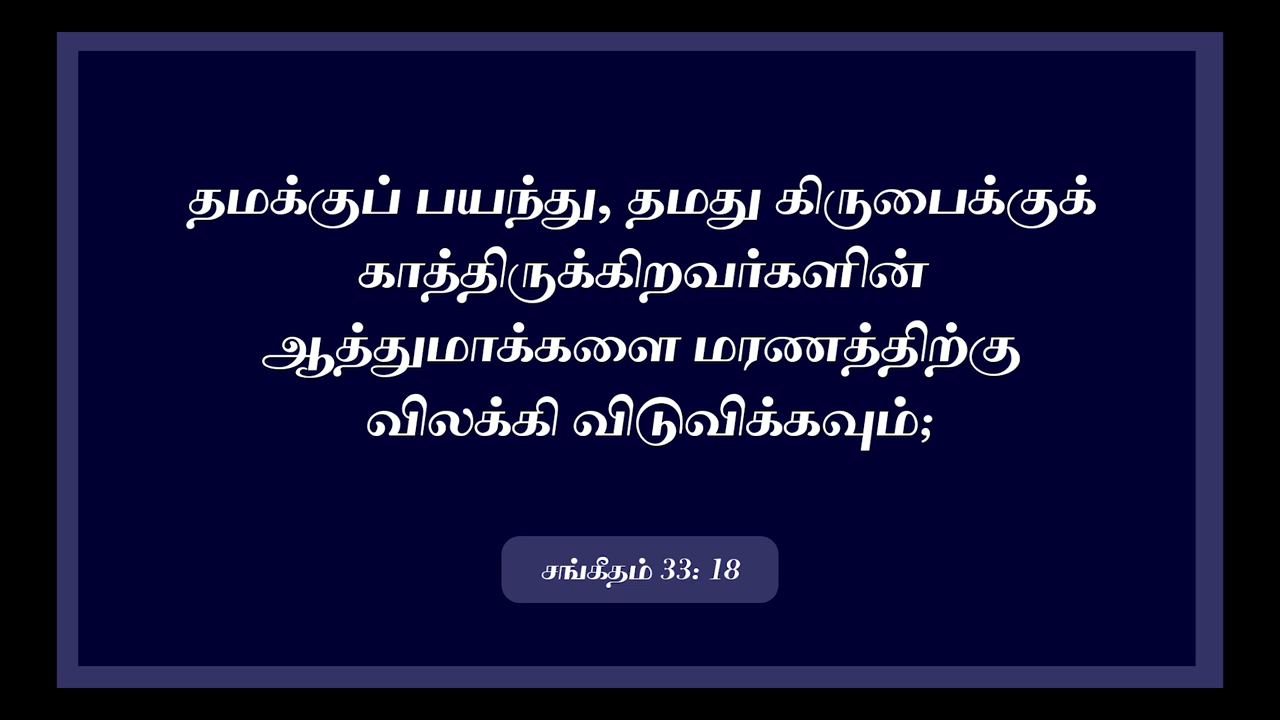 தமக்குப் பயந்து, தமது கிருபைக்குக்
காத்திருக்கிறவர்களின்
ஆத்துமாக்களை மரணத்திற்கு
விலக்கி விடுவிக்கவும்;
சங்கீதம் 33: 18